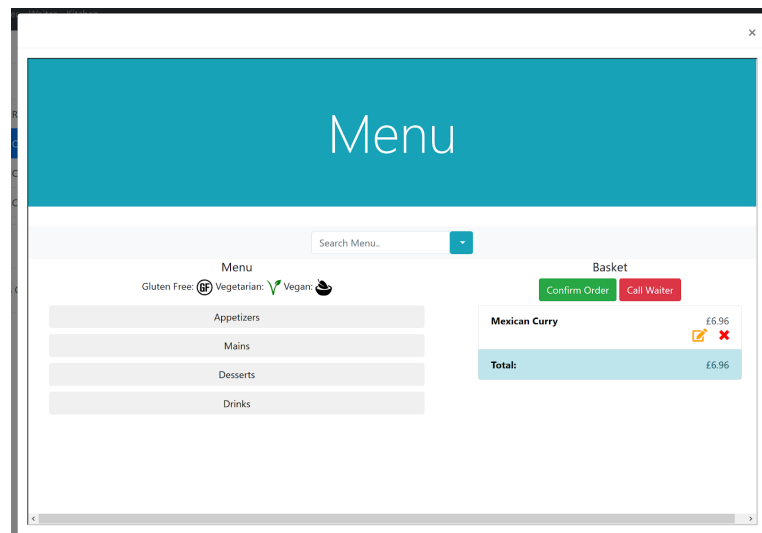 ×
Menu
Search Menu..
Menu
Gluten Free: GF Vegetarian: Vegan:
Appetizers
Mains
Desserts
Drinks
Basket
Confirm Order Call Waiter
Mexican Curry £6.96
Total: £6.96